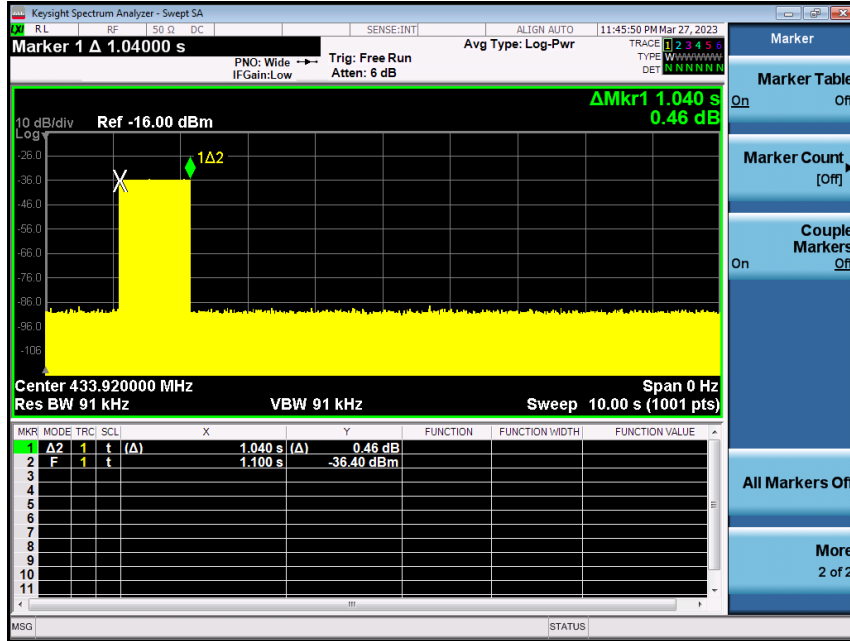 Keysight Spectrum Analyzer - Swept SA
LXI RL RF 50 Ω DC SENSE:INT ALIGN AUTO 11:45:50 PM Mar 27, 2023
Marker 1 Δ 1.04000 s
PNO: Wide
IFGain:Low
Trig: Free Run
Atten: 6 dB
Avg Type: Log-Pwr
TRACE 1 2 3 4 5 6
TYPE WWWWWW
DET N N N N N N
ΔMkr1 1.040 s
0.46 dB
10 dB/div Ref -16.00 dBm
Log
1Δ2
X
-26.0
-36.0
-46.0
-56.0
-66.0
-76.0
-86.0
-96.0
-106
Center 433.920000 MHz Span 0 Hz
Res BW 91 kHz VBW 91 kHz Sweep 10.00 s (1001 pts)
MKR MODE TRC SCL X Y FUNCTION FUNCTION WIDTH FUNCTION VALUE
1 Δ2 1 t (Δ) 1.040 s (Δ) 0.46 dB
2 F 1 t 1.100 s -36.40 dBm
3
4
5
6
7
8
9
10
11
MSG STATUS
Marker
Marker Table
On Off
Marker Count
[Off]
Couple
Markers
On Off
All Markers Off
More
2 of 2